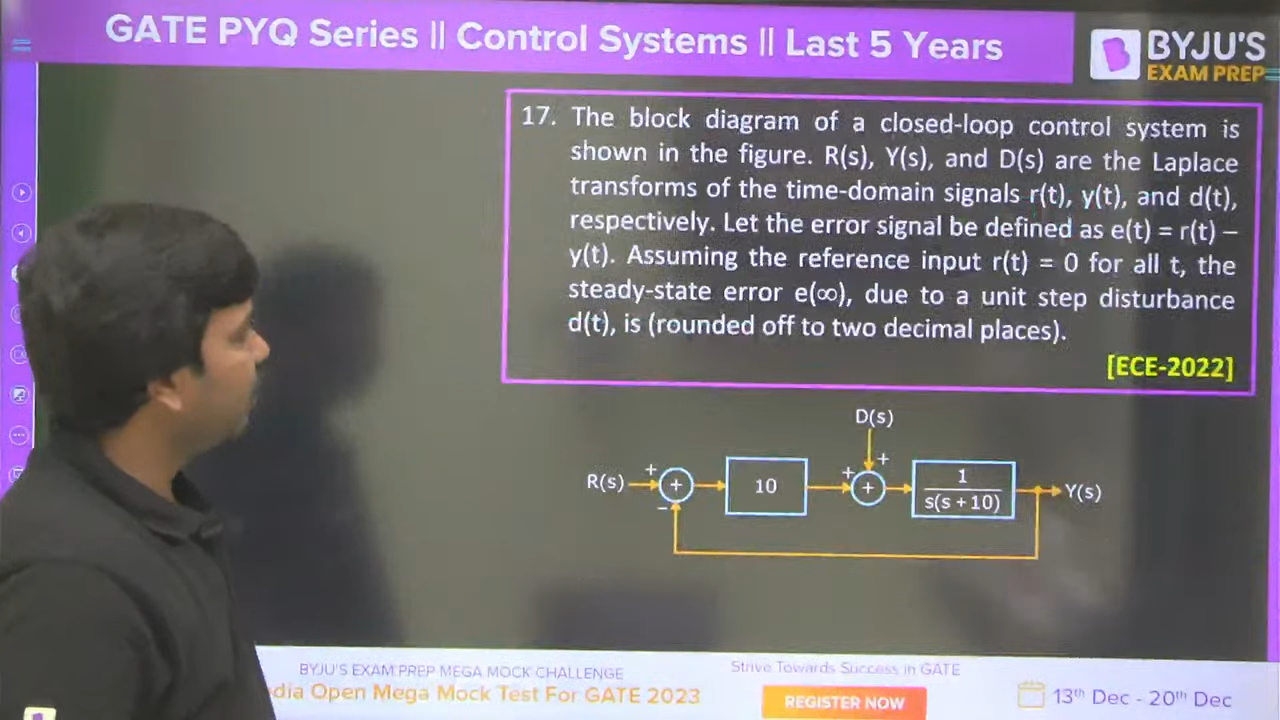 GATE PYQ Series || Control Systems || Last 5 Years
BYJU'S
EXAM PREP
17. The block diagram of a closed-loop control system is
shown in the figure. R(s), Y(s), and D(s) are the Laplace
transforms of the time-domain signals r(t), y(t), and d(t),
respectively. Let the error signal be defined as e(t) = r(t) –
y(t). Assuming the reference input r(t) = 0 for all t, the
steady-state error e(∞), due to a unit step disturbance
d(t), is (rounded off to two decimal places).
[ECE-2022]
D(s)
+
+
+
R(s)
+
10
+
1
s(s + 10)
Y(s)
–
BYJU'S EXAM PREP MEGA MOCK CHALLENGE
dia Open Mega Mock Test For GATE 2023
Strive Towards Success in GATE
REGISTER NOW
13th Dec - 20th Dec